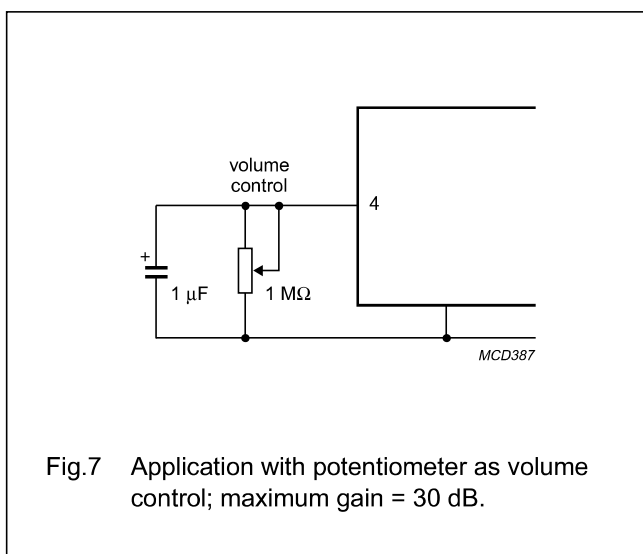 volume
control
4
+
1 μF
1 MΩ
MCD387
Fig.7 Application with potentiometer as volume
control; maximum gain = 30 dB.